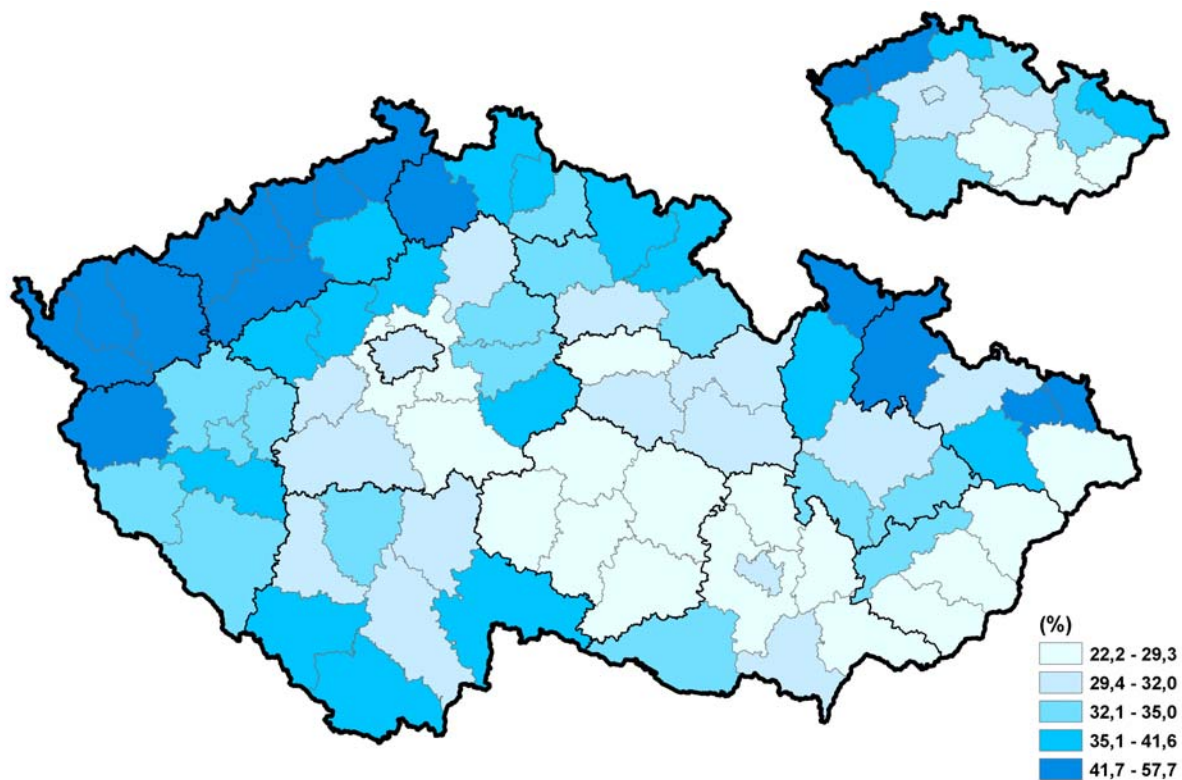 (%)
22,2 - 29,3
29,4 - 32,0
32,1 - 35,0
35,1 - 41,6
41,7 - 57,7